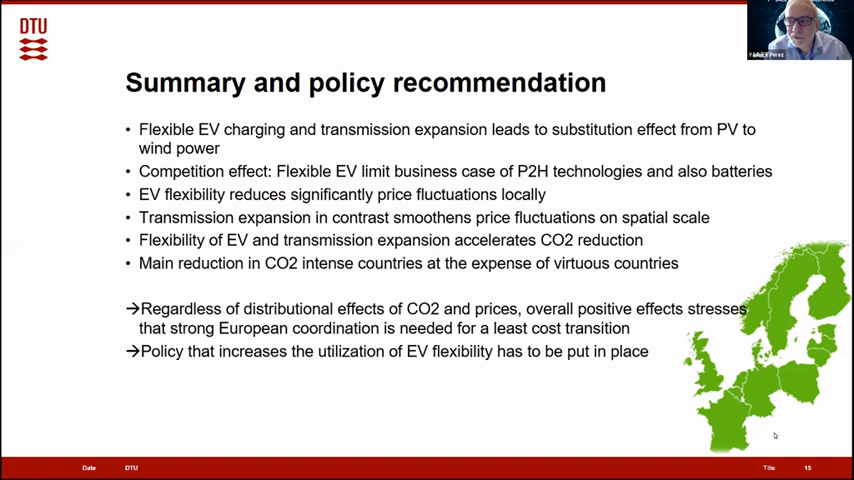 DTU
Summary and policy recommendation
• Flexible EV charging and transmission expansion leads to substitution effect from PV to
wind power
• Competition effect: Flexible EV limit business case of P2H technologies and also batteries
• EV flexibility reduces significantly price fluctuations locally
• Transmission expansion in contrast smoothens price fluctuations on spatial scale
• Flexibility of EV and transmission expansion accelerates CO2 reduction
• Main reduction in CO2 intense countries at the expense of virtuous countries
→Regardless of distributional effects of CO2 and prices, overall positive effects stresses
that strong European coordination is needed for a least cost transition
→Policy that increases the utilization of EV flexibility has to be put in place
Perez
Date DTU Title 15